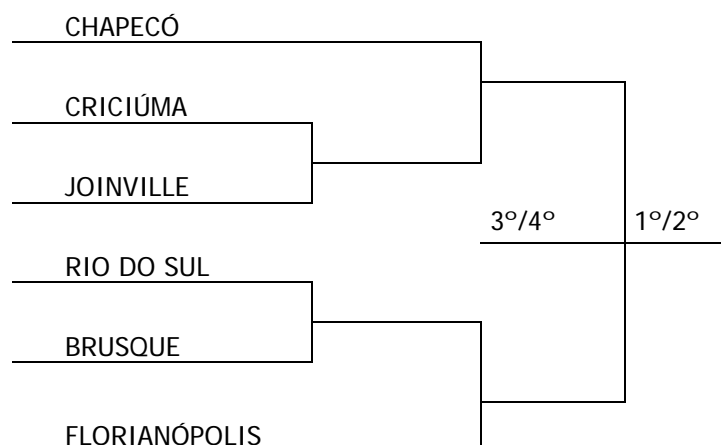 CHAPECÓ
CRICIÚMA
JOINVILLE
3º/4º 1º/2º
RIO DO SUL
BRUSQUE
FLORIANÓPOLIS